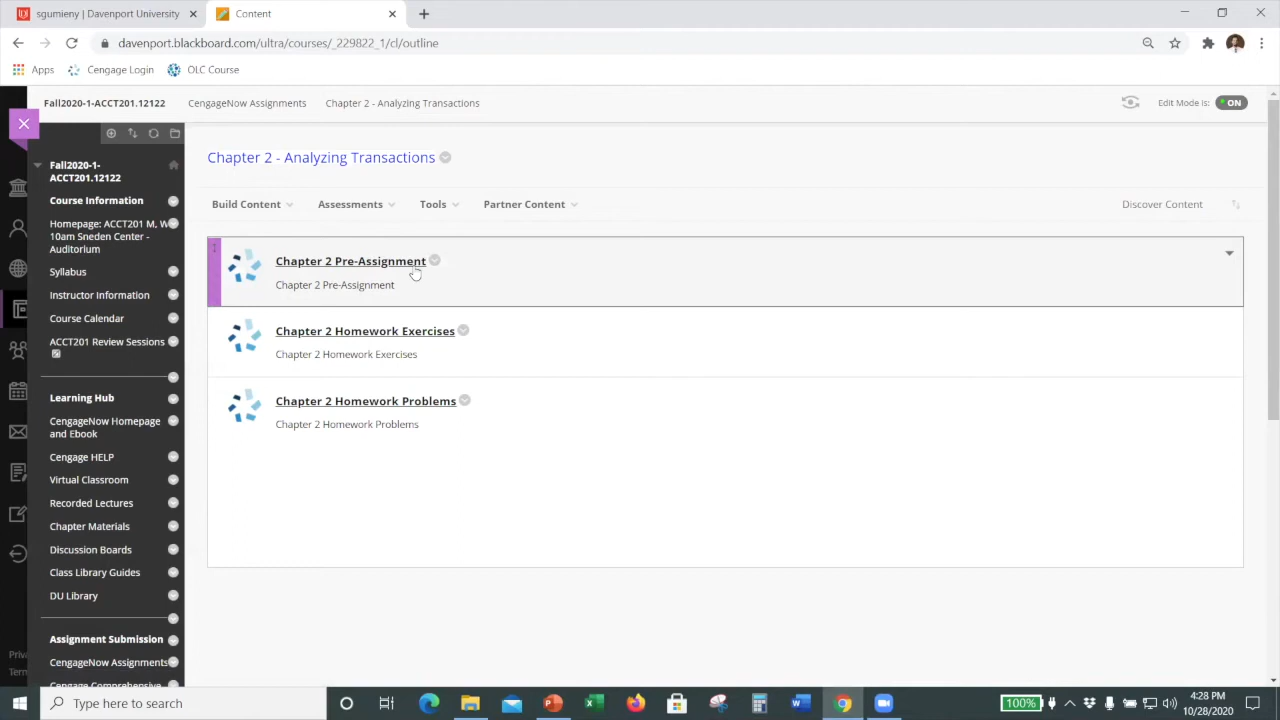 sgumieny | Davenport University
Content
davenport.blackboard.com/ultra/courses/_229822_1/cl/outline
Apps
Cengage Login
OLC Course
Fall2020-1-ACCT201.12122
CengageNow Assignments
Chapter 2 - Analyzing Transactions
Edit Mode is:
ON
Fall2020-1-
ACCT201.12122
Course Information
Homepage: ACCT201 M, W
10am Sneden Center -
Auditorium
Syllabus
Instructor Information
Course Calendar
ACCT201 Review Sessions
Learning Hub
CengageNow Homepage
and Ebook
Cengage HELP
Virtual Classroom
Recorded Lectures
Chapter Materials
Discussion Boards
Class Library Guides
DU Library
Assignment Submission
CengageNow Assignments
Cengage Comprehensive
Priv
Term
Chapter 2 - Analyzing Transactions
Build Content
Assessments
Tools
Partner Content
Discover Content
Chapter 2 Pre-Assignment
Chapter 2 Pre-Assignment
Chapter 2 Homework Exercises
Chapter 2 Homework Exercises
Chapter 2 Homework Problems
Chapter 2 Homework Problems
Type here to search
100%
4:28 PM
10/28/2020